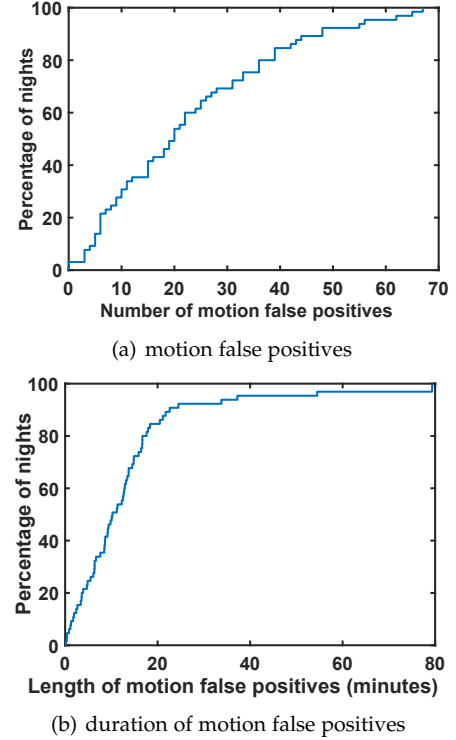 100
80
60
40
20
0
Percentage of nights
0 10 20 30 40 50 60 70
Number of motion false positives
(a) motion false positives
100
80
60
40
20
0
Percentage of nights
0 20 40 60 80
Length of motion false positives (minutes)
(b) duration of motion false positives